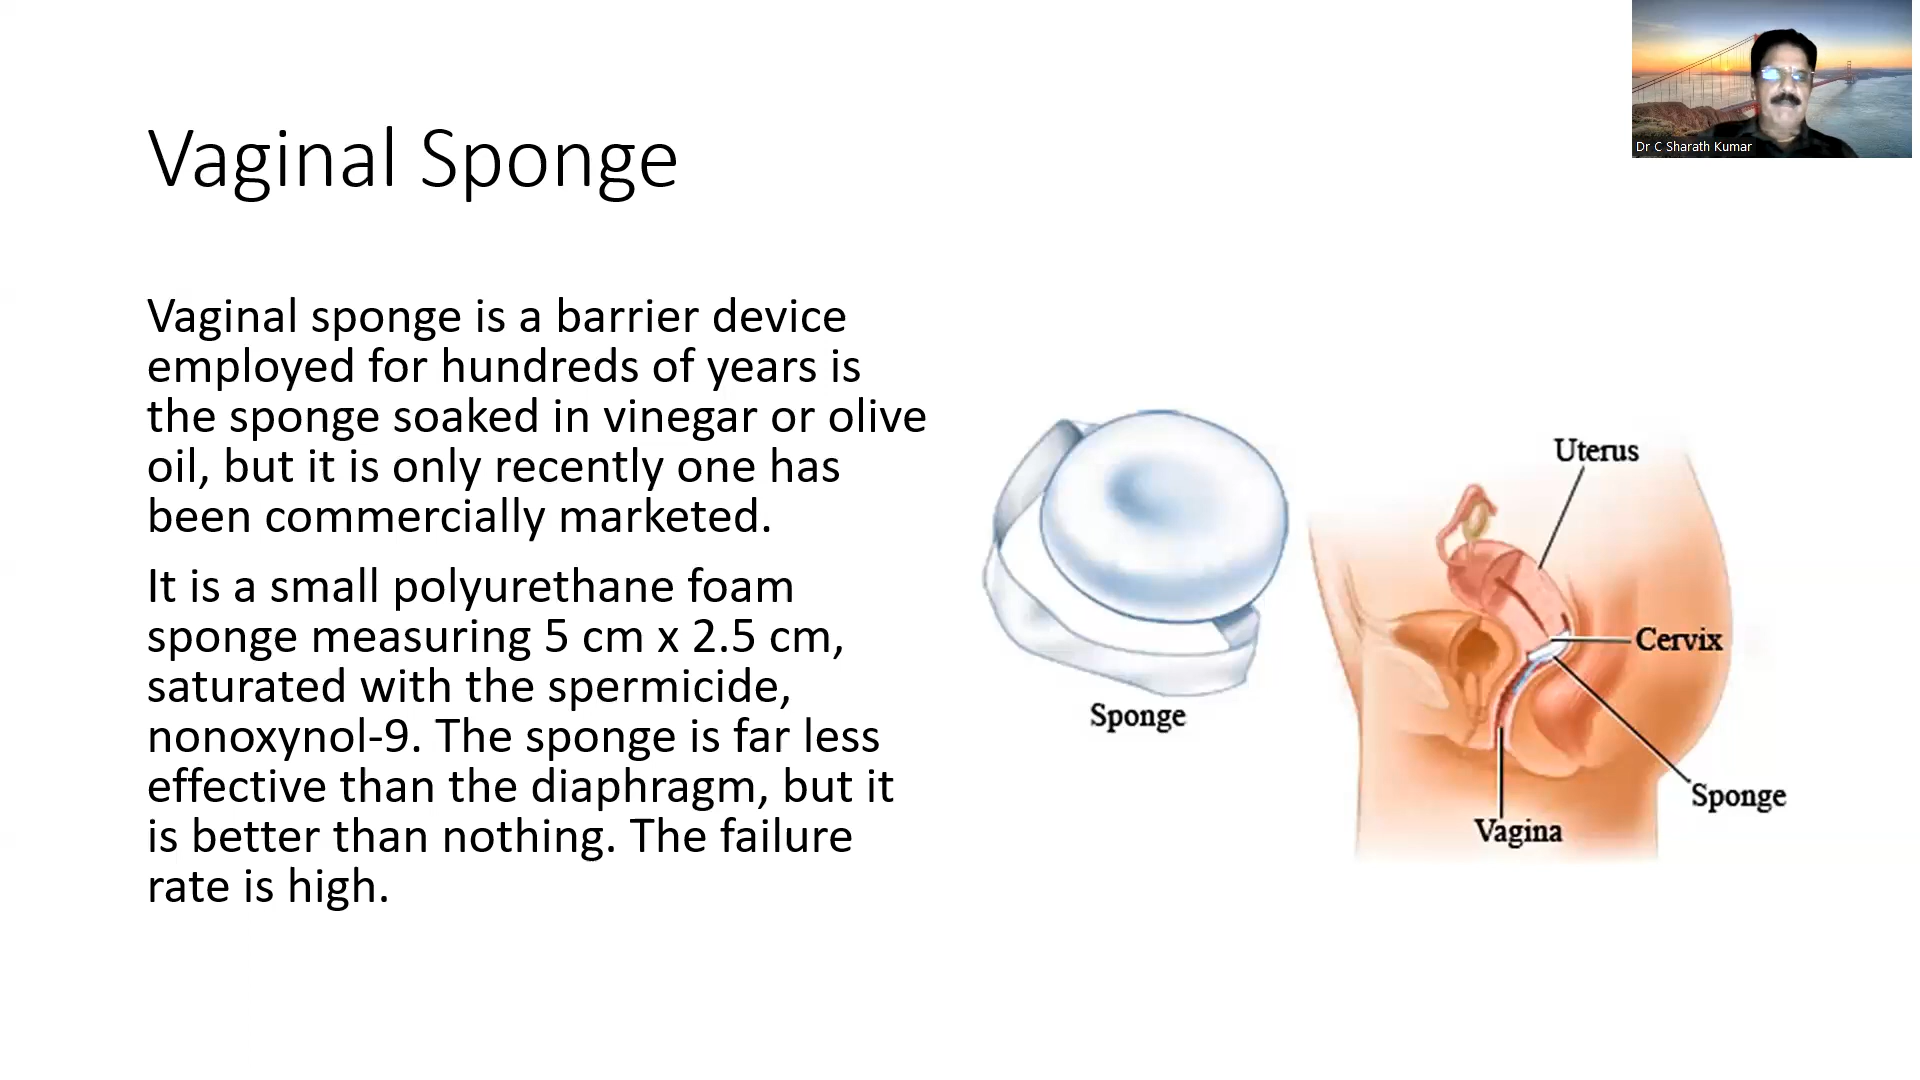 Dr C Sharath Kumar
Vaginal Sponge
Vaginal sponge is a barrier device
employed for hundreds of years is
the sponge soaked in vinegar or olive
oil, but it is only recently one has
been commercially marketed.
It is a small polyurethane foam
sponge measuring 5 cm x 2.5 cm,
saturated with the spermicide,
nonoxynol-9. The sponge is far less
effective than the diaphragm, but it
is better than nothing. The failure
rate is high.
Sponge
Uterus
Cervix
Sponge
Vagina